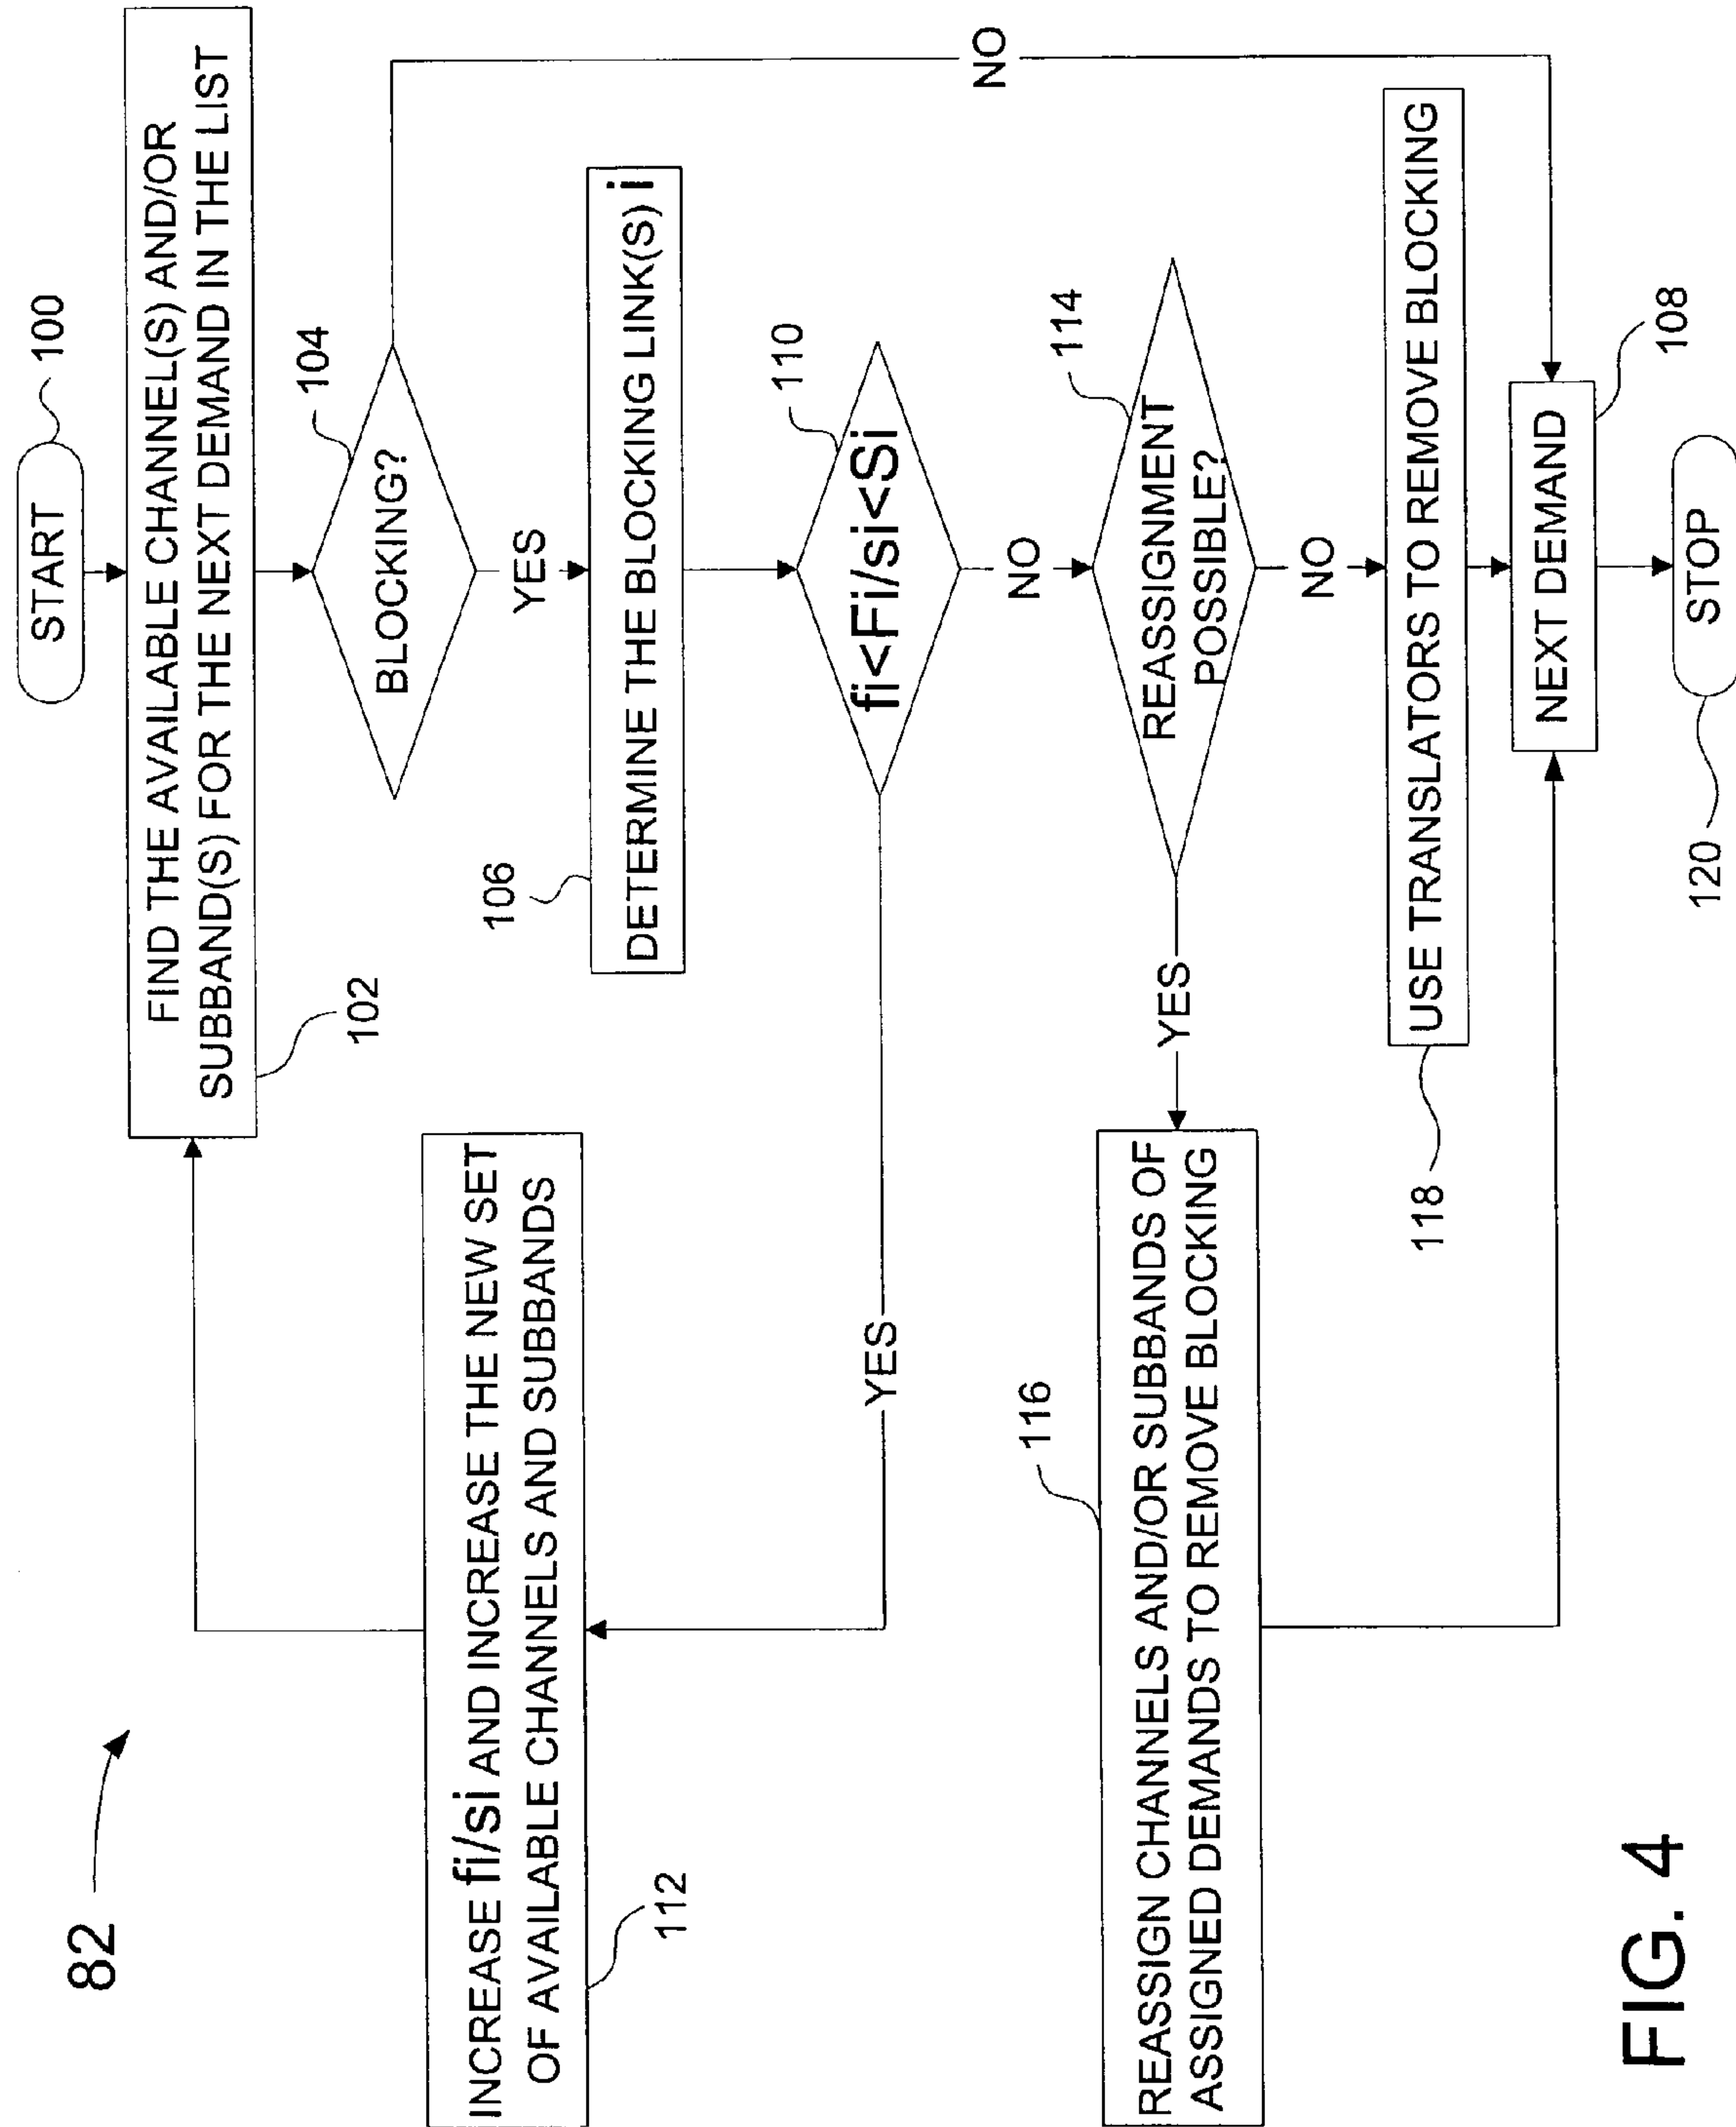 82
START
100
FIND THE AVAILABLE CHANNEL(S) AND/OR
SUBBAND(S) FOR THE NEXT DEMAND IN THE LIST
102
BLOCKING?
104
NO
YES
DETERMINE THE BLOCKING LINK(S) i
106
fi<Fi/si<Si
110
YES
INCREASE fi/si AND INCREASE THE NEW SET
OF AVAILABLE CHANNELS AND SUBBANDS
112
NO
REASSIGNMENT
POSSIBLE?
114
YES
REASSIGN CHANNELS AND/OR SUBBANDS OF
ASSIGNED DEMANDS TO REMOVE BLOCKING
116
NO
USE TRANSLATORS TO REMOVE BLOCKING
118
NEXT DEMAND
108
STOP
120
FIG. 4